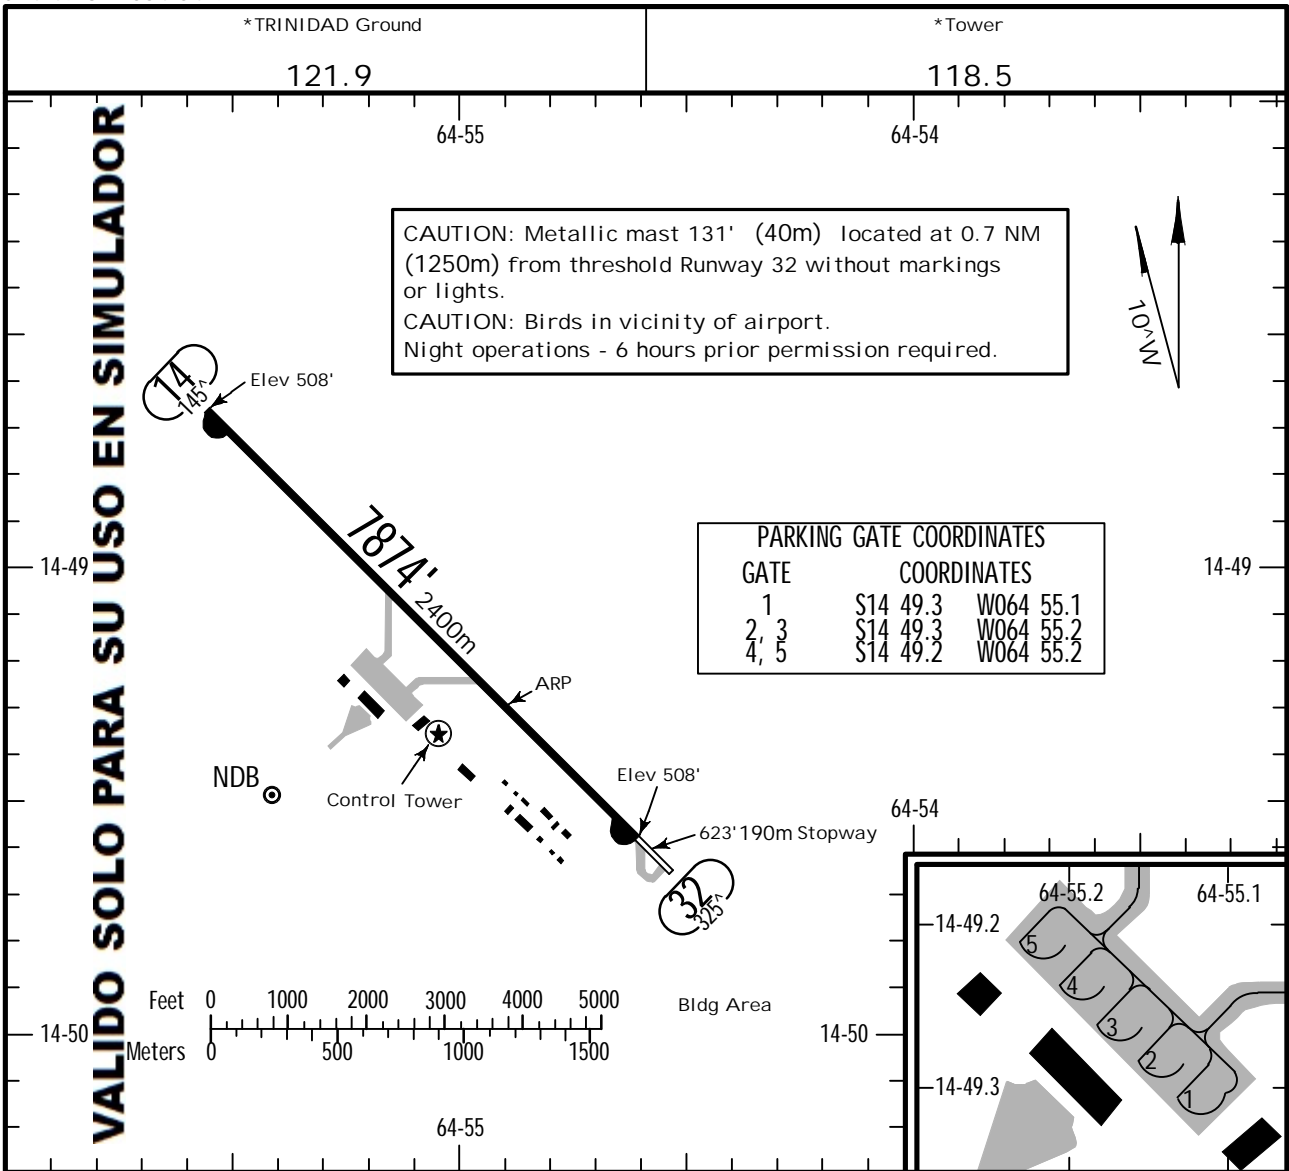 *TRINIDAD Ground
121.9
*Tower
118.5
VALIDO SOLO PARA SU USO EN SIMULADOR
64-55
64-54
CAUTION: Metallic mast 131' (40m) located at 0.7 NM
(1250m) from threshold Runway 32 without markings
or lights.
CAUTION: Birds in vicinity of airport.
Night operations - 6 hours prior permission required.
10^W
14
145^
Elev 508'
7874'
2400m
14-49
14-49
PARKING GATE COORDINATES
GATE COORDINATES
1 S14 49.3 W064 55.1
2, 3 S14 49.3 W064 55.2
4, 5 S14 49.2 W064 55.2
ARP
NDB
Control Tower
Elev 508'
64-54
623' 190m Stopway
32
325^
Feet 0 1000 2000 3000 4000 5000
Meters 0 500 1000 1500
Bldg Area
14-50
14-50
64-55
64-55.2
64-55.1
14-49.2
14-49.3
5
4
3
2
1